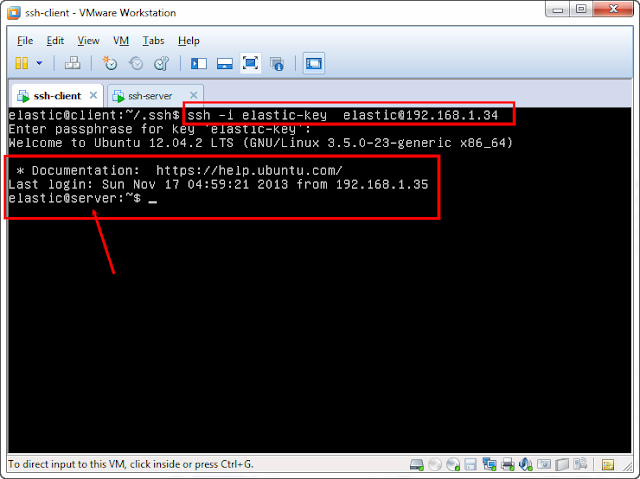 ssh-client - VMware Workstation
File Edit View VM Tabs Help
ssh-client ssh-server
elastic@client:~/.ssh$ ssh -i elastic-key  elastic@192.168.1.34
Enter passphrase for key 'elastic-key':
Welcome to Ubuntu 12.04.2 LTS (GNU/Linux 3.5.0-23-generic x86_64)
* Documentation:  https://help.ubuntu.com/
Last login: Sun Nov 17 04:59:21 2013 from 192.168.1.35
elastic@server:~$ _
To direct input to this VM, click inside or press Ctrl+G.